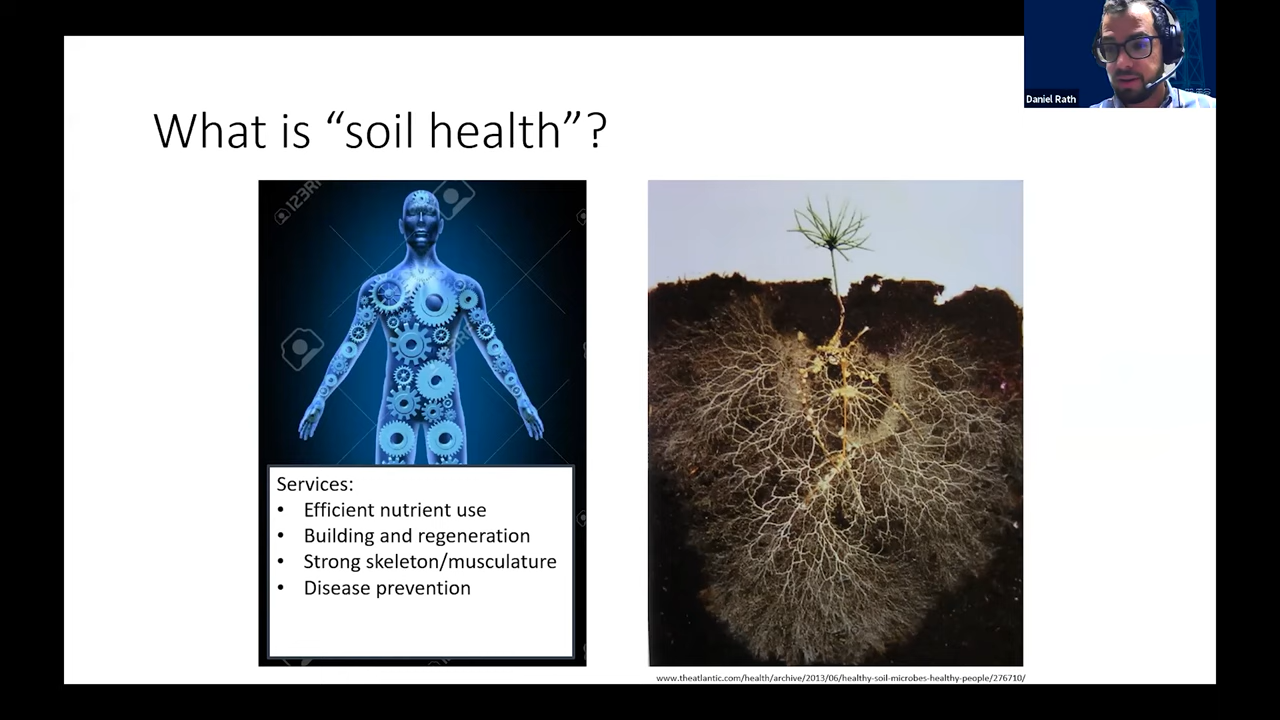 Daniel Rath
What is “soil health”?
123RF
Services:
• Efficient nutrient use
• Building and regeneration
• Strong skeleton/musculature
• Disease prevention
www.theatlantic.com/health/archive/2013/06/healthy-soil-microbes-healthy-people/276710/